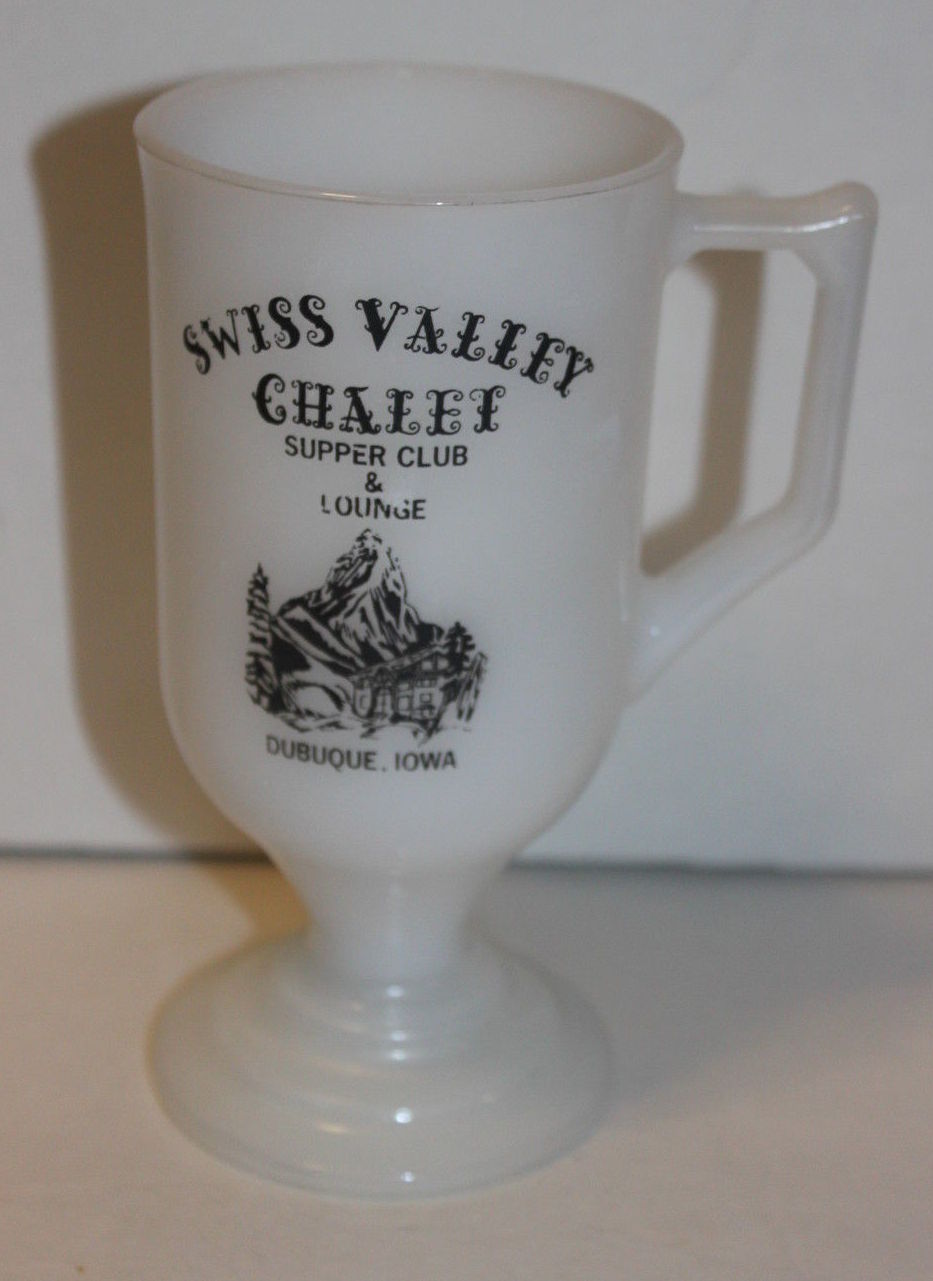 SWISS VALLEY
CHALET
SUPPER CLUB
&
LOUNGE
DUBUQUE, IOWA